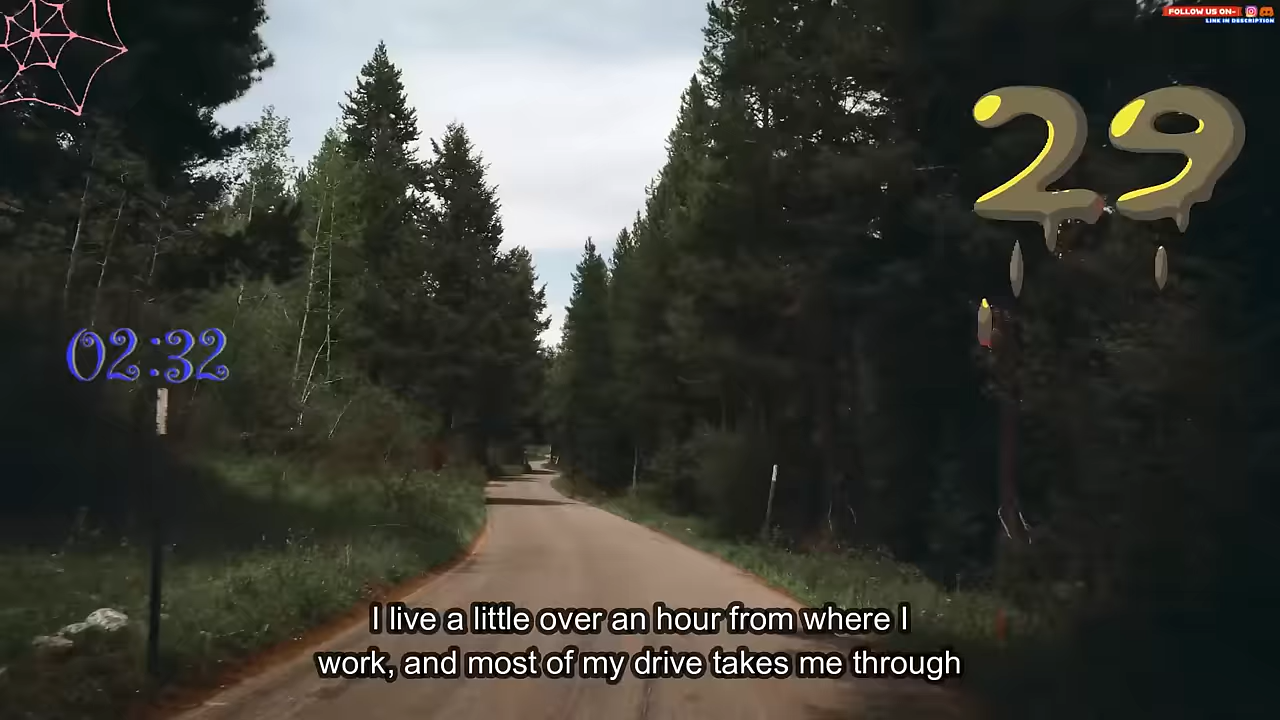 FOLLOW US ON-
LINK IN DESCRIPTION
29
02:32
I live a little over an hour from where I
work, and most of my drive takes me through